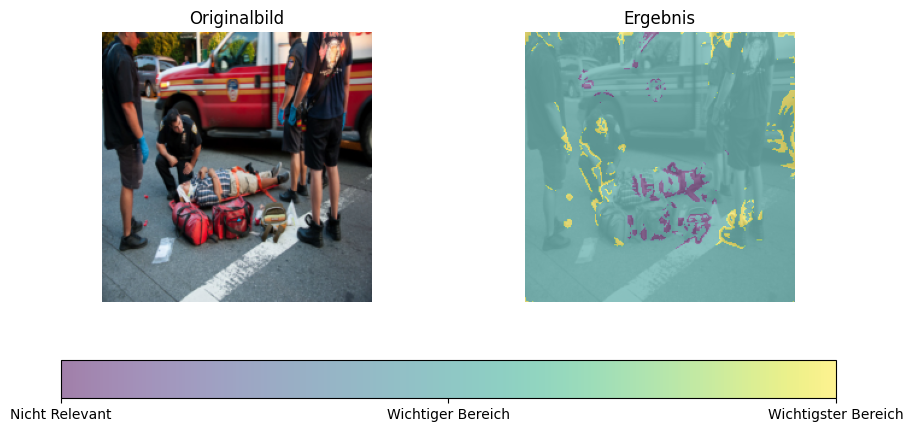 Originalbild
Ergebnis
Nicht Relevant
Wichtiger Bereich
Wichtigster Bereich